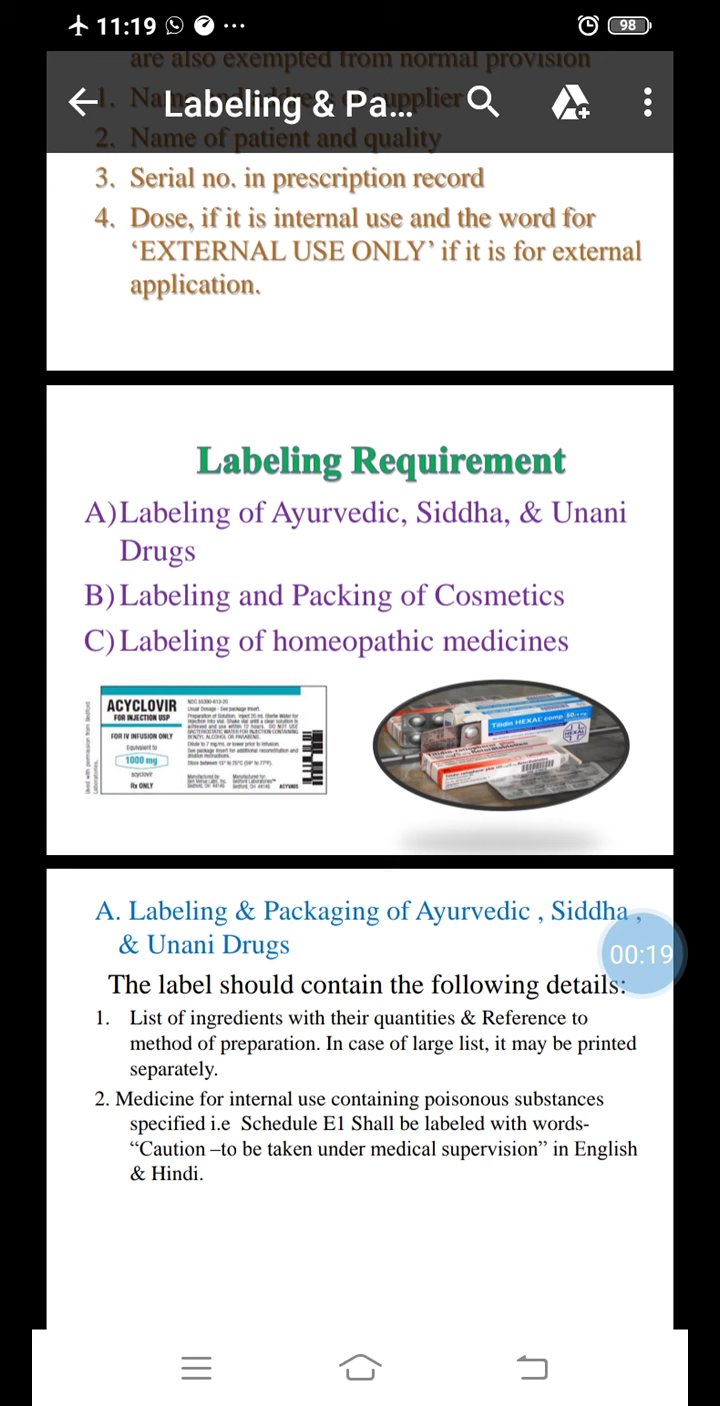 11:19
98
are also exempted from normal provision
Labeling & Pa...
2. Name of patient and quality
3. Serial no. in prescription record
4. Dose, if it is internal use and the word for
‘EXTERNAL USE ONLY’ if it is for external
application.
Labeling Requirement
A) Labeling of Ayurvedic, Siddha, & Unani
Drugs
B) Labeling and Packing of Cosmetics
C) Labeling of homeopathic medicines
ACYCLOVIR
FOR INJECTION USP
FOR IV INFUSION ONLY
Equivalent to
1000 mg
acyclovir
Rx ONLY
Tilidin HEXAL comp
A. Labeling & Packaging of Ayurvedic , Siddha ,
& Unani Drugs
00:19
The label should contain the following details:
1. List of ingredients with their quantities & Reference to
method of preparation. In case of large list, it may be printed
separately.
2. Medicine for internal use containing poisonous substances
specified i.e Schedule E1 Shall be labeled with words-
“Caution –to be taken under medical supervision” in English
& Hindi.